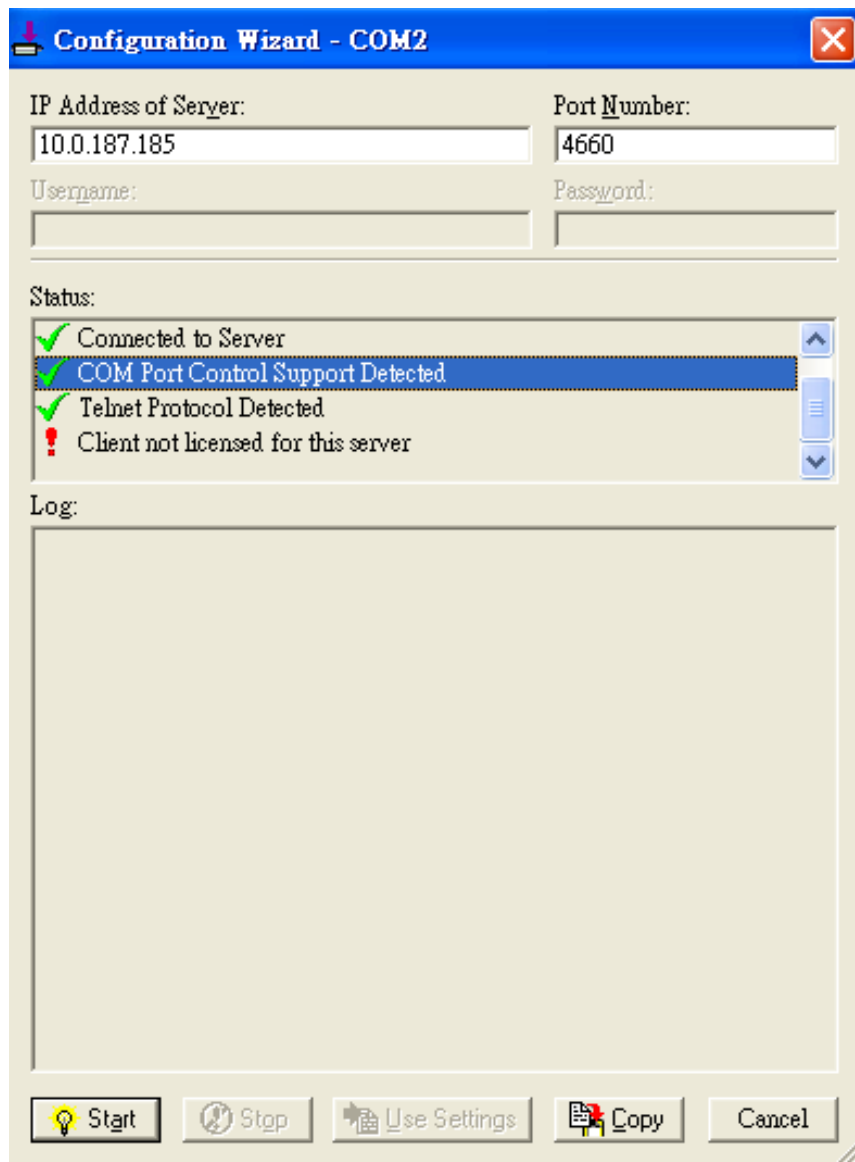 Configuration Wizard - COM2
IP Address of Server: Port Number:
10.0.187.185 4660
Username: Password:
Status:
Connected to Server
COM Port Control Support Detected
Telnet Protocol Detected
Client not licensed for this server
Log:
Start Stop Use Settings Copy Cancel